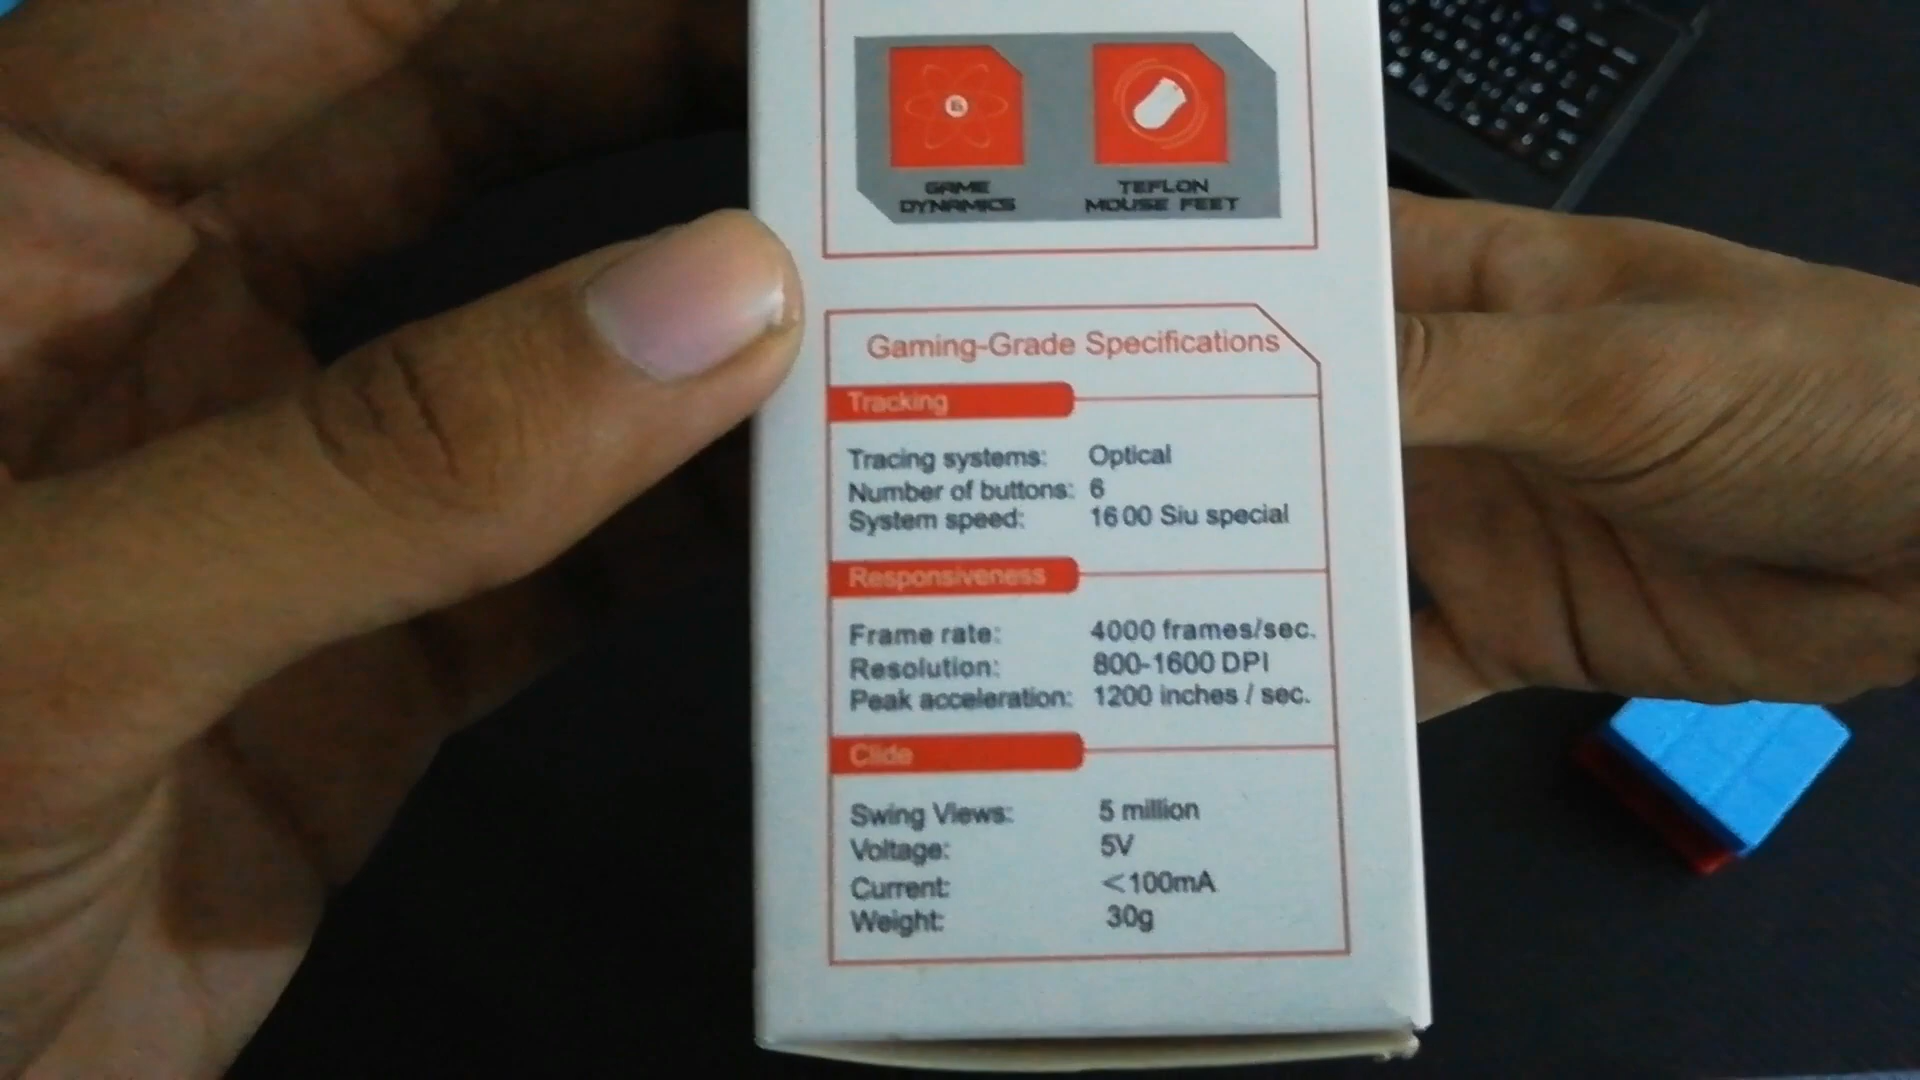 6
GAME DYNAMICS
TEFLON MOUSE FEET
Gaming-Grade Specifications
Tracking
Tracing systems: Optical
Number of buttons: 6
System speed: 1600 Siu special
Responsiveness
Frame rate: 4000 frames/sec.
Resolution: 800-1600 DPI
Peak acceleration: 1200 inches / sec.
Clide
Swing Views: 5 million
Voltage: 5V
Current: <100mA
Weight: 30g